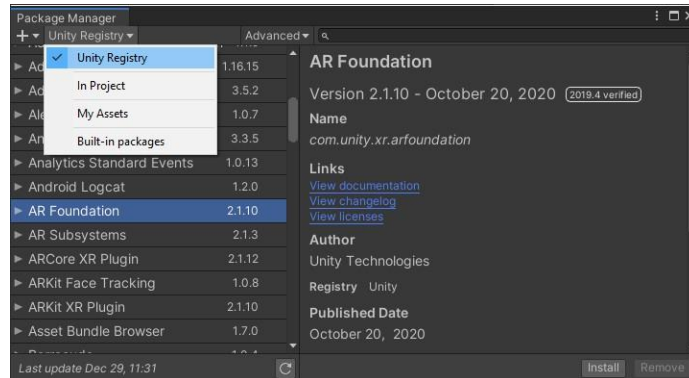 Package Manager
Unity Registry Advanced
Unity Registry
In Project
My Assets
Built-in packages
Ad 1.16.15
Ad 3.5.2
Ale 1.0.7
An 3.3.5
Analytics Standard Events 1.0.13
Android Logcat 1.2.0
AR Foundation 2.1.10
AR Subsystems 2.1.3
ARCore XR Plugin 2.1.12
ARKit Face Tracking 1.0.8
ARKit XR Plugin 2.1.10
Asset Bundle Browser 1.7.0
Last update Dec 29, 11:31
AR Foundation
Version 2.1.10 - October 20, 2020 2019.4 verified
Name
com.unity.xr.arfoundation
Links
View documentation
View changelog
View licenses
Author
Unity Technologies
Registry Unity
Published Date
October 20, 2020
Install Remove